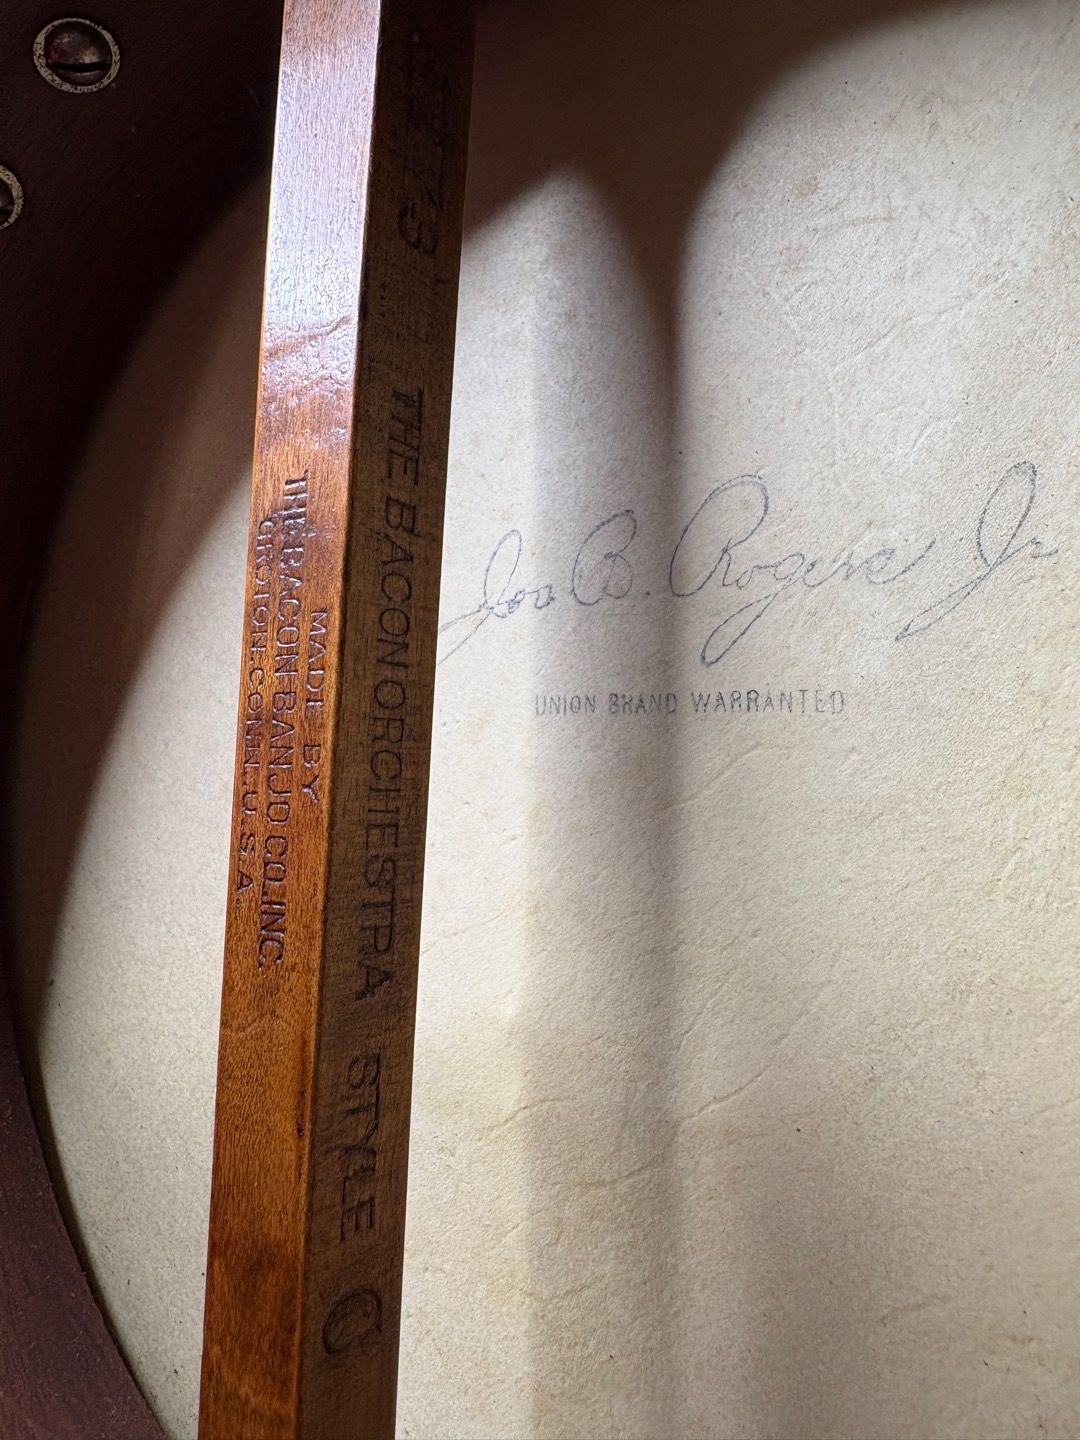 MADE BY
THE BACON BANJO CO.,INC.
GROTON.CONN.,U.S.A.
THE BACON ORCHESTRA STYLE C
Jos. B. Rogers Jr
UNION BRAND WARRANTED